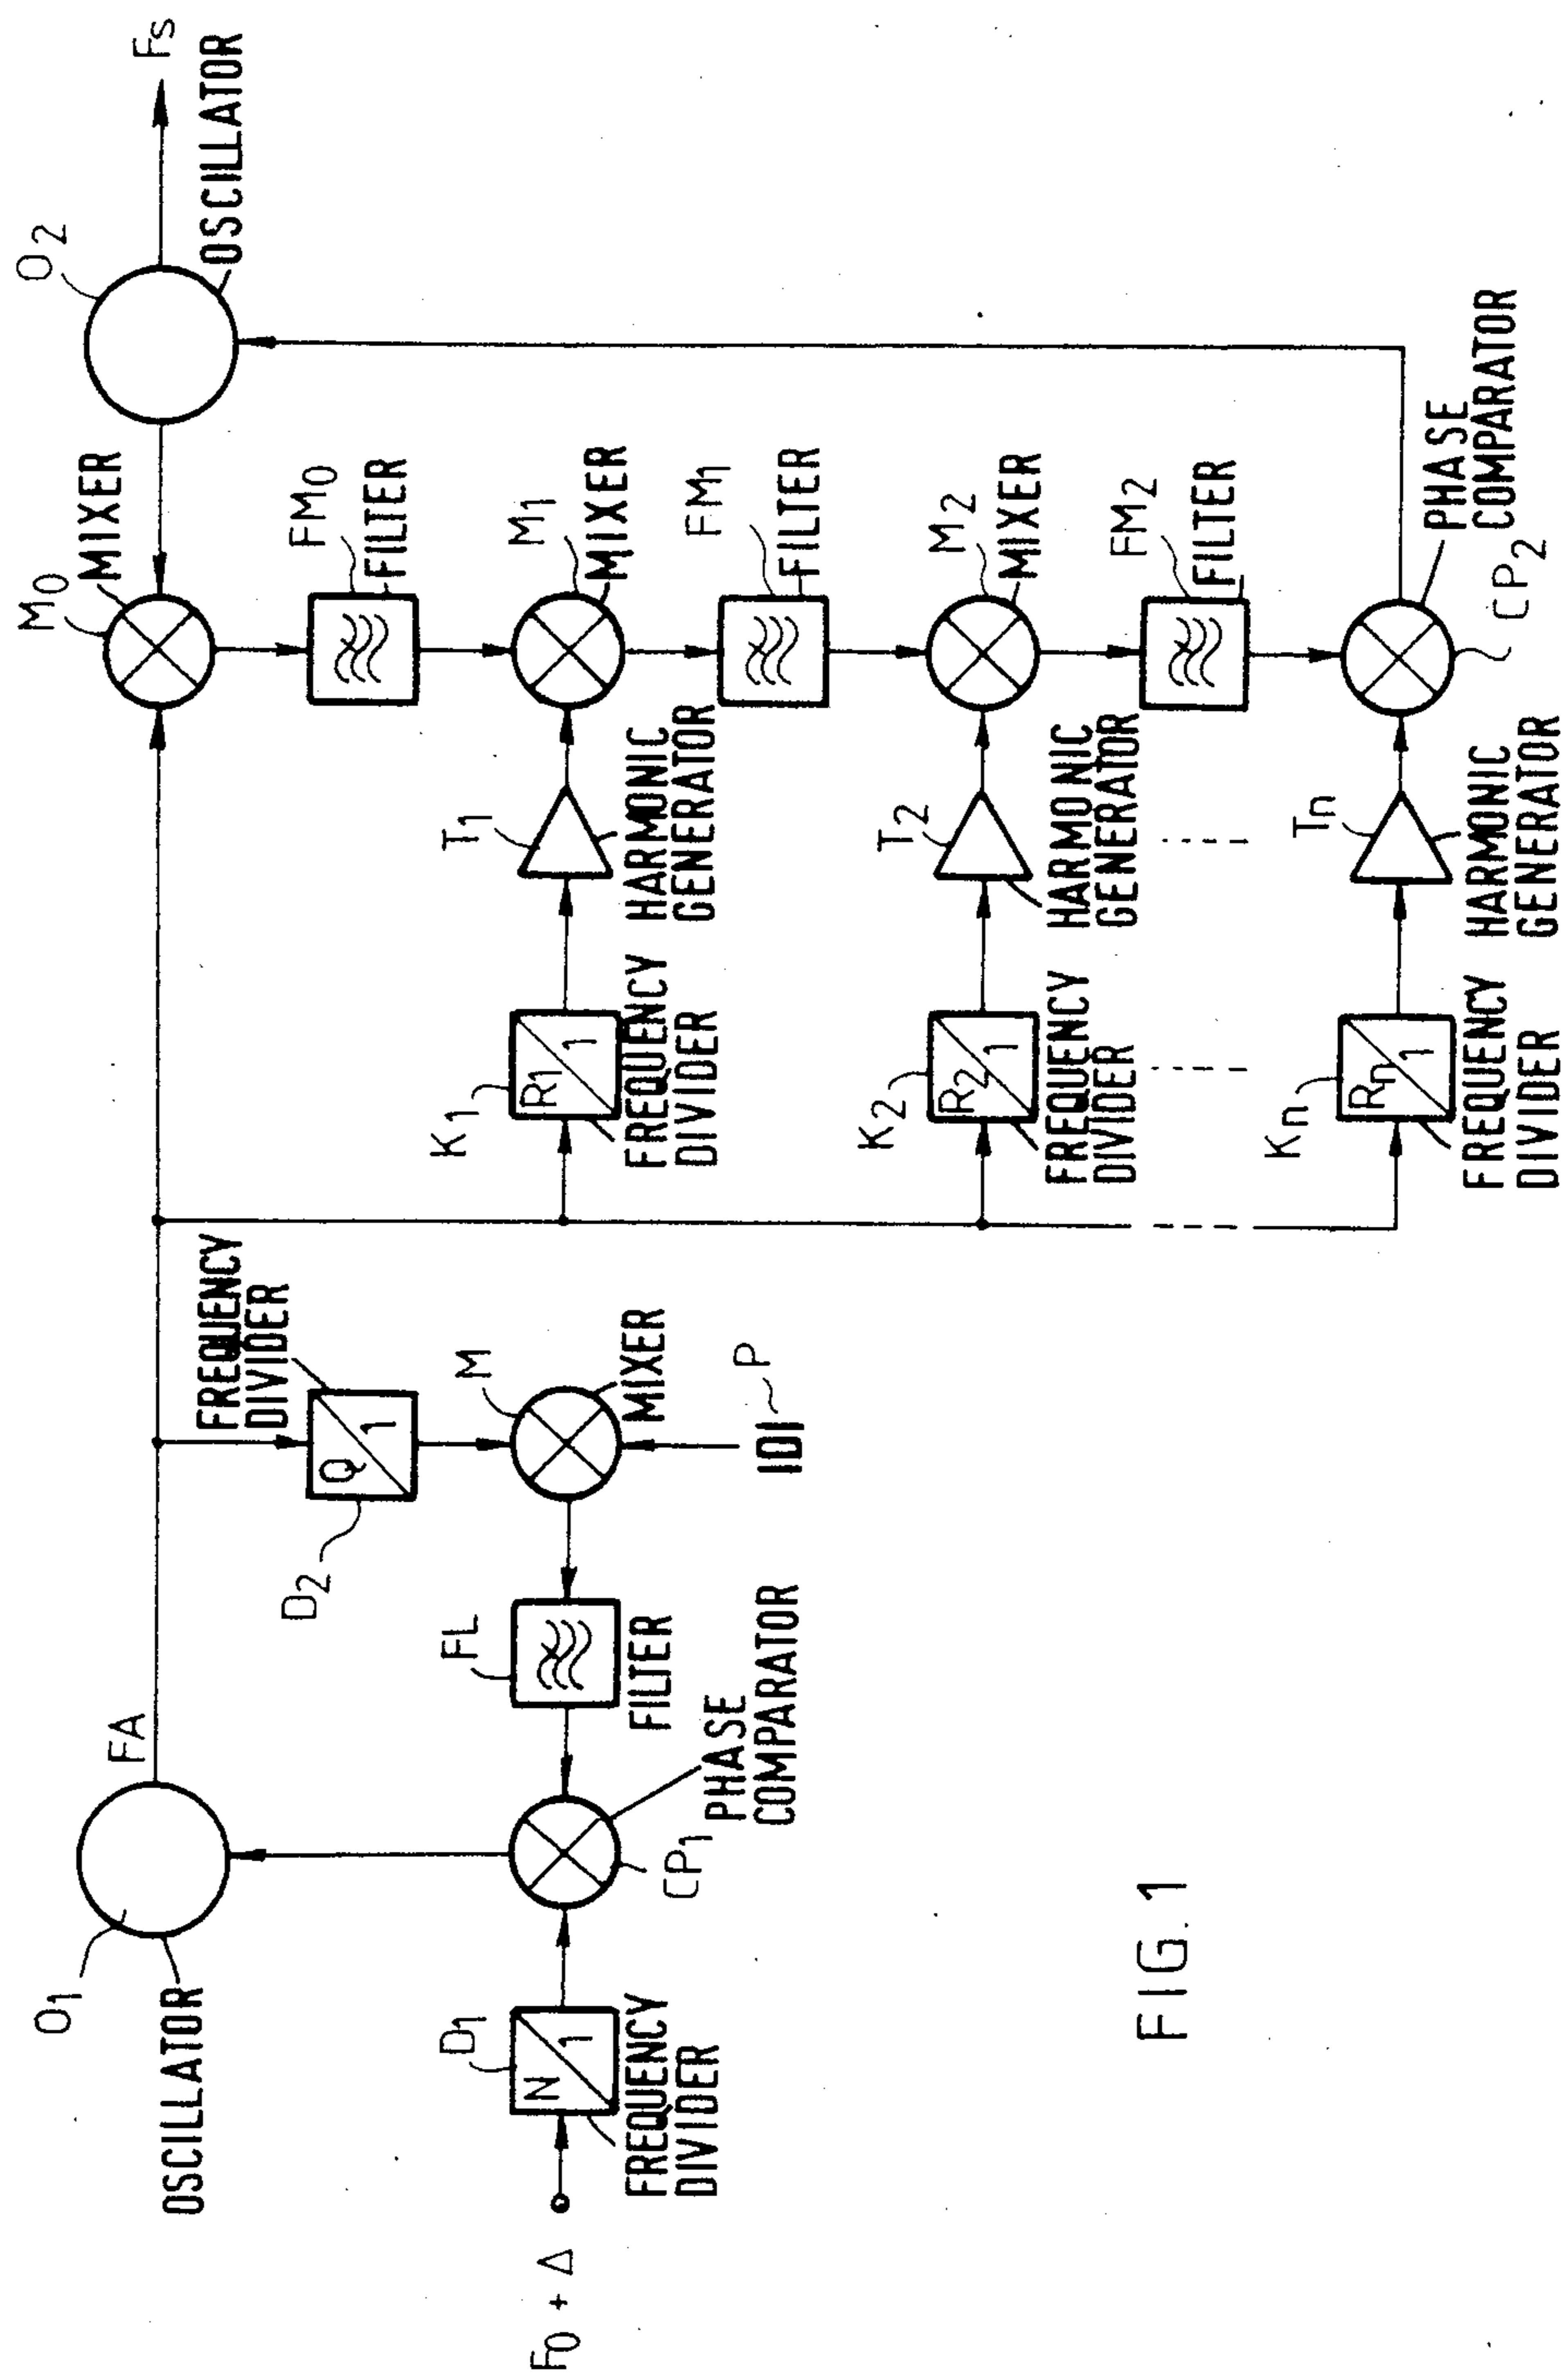 O2
Fs
OSCILLATOR
M0
MIXER
FM0
FILTER
M1
MIXER
FM1
FILTER
M2
MIXER
FM2
FILTER
PHASE
COMPARATOR
CP2
T1
HARMONIC
GENERATOR
T2
HARMONIC
GENERATOR
Tn
HARMONIC
GENERATOR
K1
R1 1
FREQUENCY
DIVIDER
K2
R2 1
FREQUENCY
DIVIDER
Kn
Rn 1
FREQUENCY
DIVIDER
FREQUENCY
DIVIDER
Q 1
D2
M
MIXER
P
FL
FILTER
FA
PHASE
COMPARATOR
CP1
O1
OSCILLATOR
D1
N 1
FREQUENCY
DIVIDER
F0 + Δ
FIG. 1